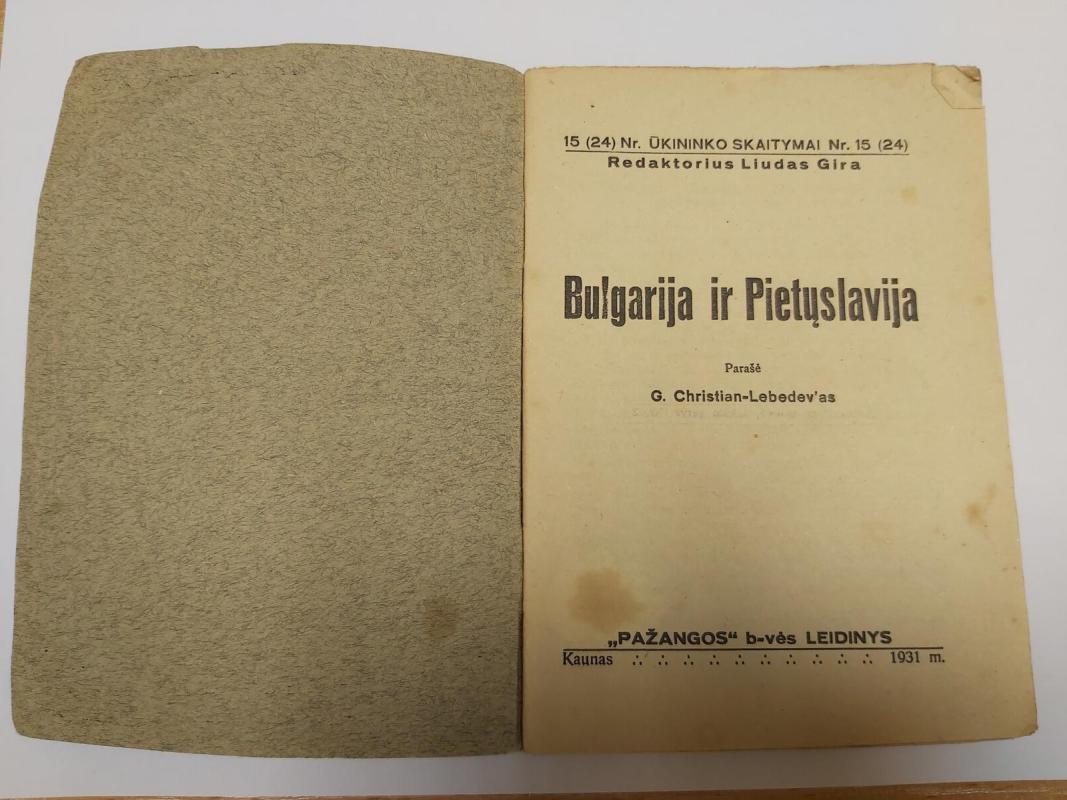 15 (24) Nr. ŪKININKO SKAITYMAI Nr. 15 (24)
Redaktorius Liudas Gira
Bulgarija ir Pietųslavija
Parašė
G. Christian-Lebedev'as
„PAŽANGOS“ b-vės LEIDINYS
Kaunas ∴ ∴ ∴ ∴ ∴ ∴ ∴ ∴ ∴ ∴ 1931 m.